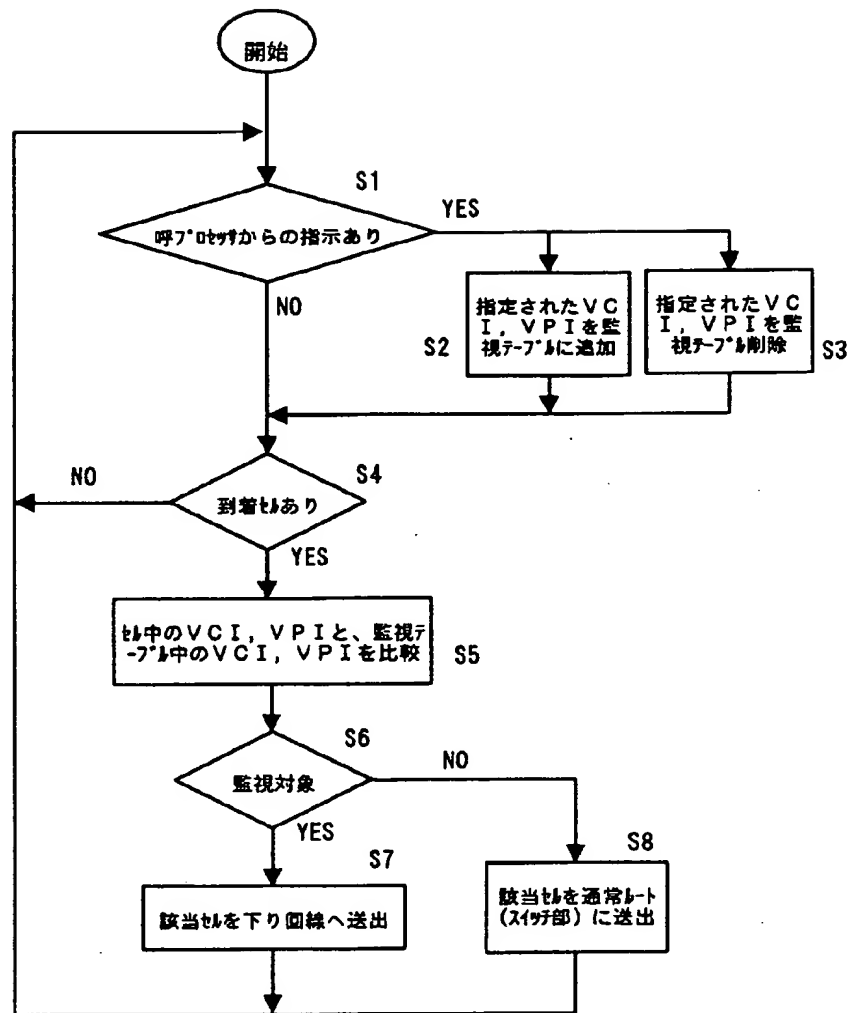 開始
S1
呼ﾌﾟﾛｾｯｻからの指示あり
YES
NO
指定されたＶＣ
Ｉ，ＶＰＩを監
視ﾃｰﾌﾞﾙに追加
S2
指定されたＶＣ
Ｉ，ＶＰＩを監
視ﾃｰﾌﾞﾙ削除
S3
NO
S4
到着ｾﾙあり
YES
ｾﾙ中のＶＣＩ，ＶＰＩと、監視ﾃ
ｰﾌﾞﾙ中のＶＣＩ，ＶＰＩを比較
S5
S6
監視対象
NO
YES
S7
該当ｾﾙを下り回線へ送出
S8
該当ｾﾙを通常ﾙｰﾄ
(ｽｲｯﾁ部) に送出